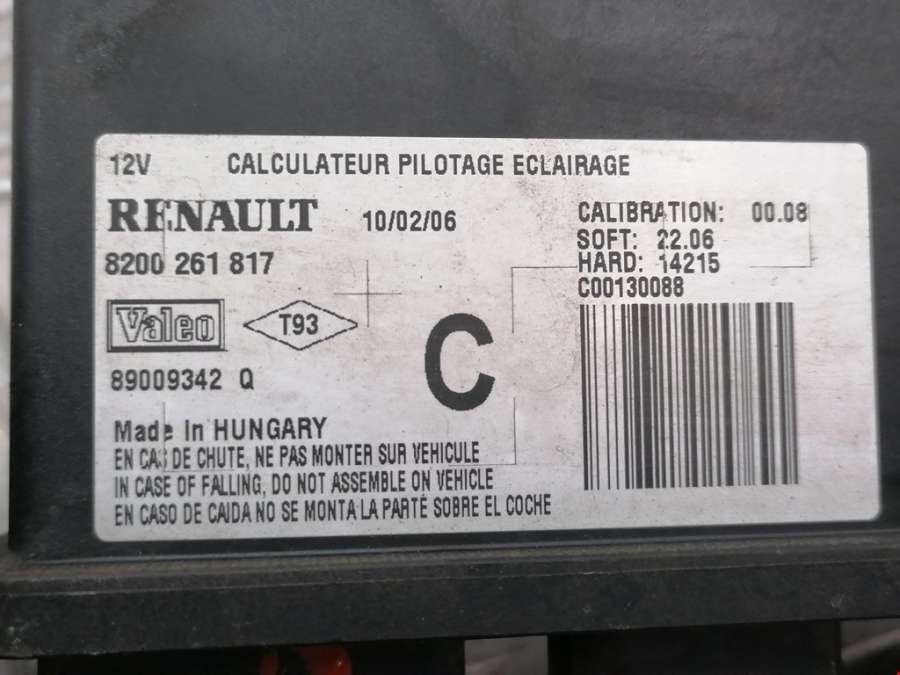 12V CALCULATEUR PILOTAGE ECLAIRAGE
RENAULT 10/02/06
8200 261 817
CALIBRATION: 00.08
SOFT: 22.06
HARD: 14215
C00130088
Valeo T93
C
89009342 Q
Made In HUNGARY
EN CAS DE CHUTE, NE PAS MONTER SUR VEHICULE
IN CASE OF FALLING, DO NOT ASSEMBLE ON VEHICLE
EN CASO DE CAIDA NO SE MONTA LA PARTÉ SOBRE EL COCHE